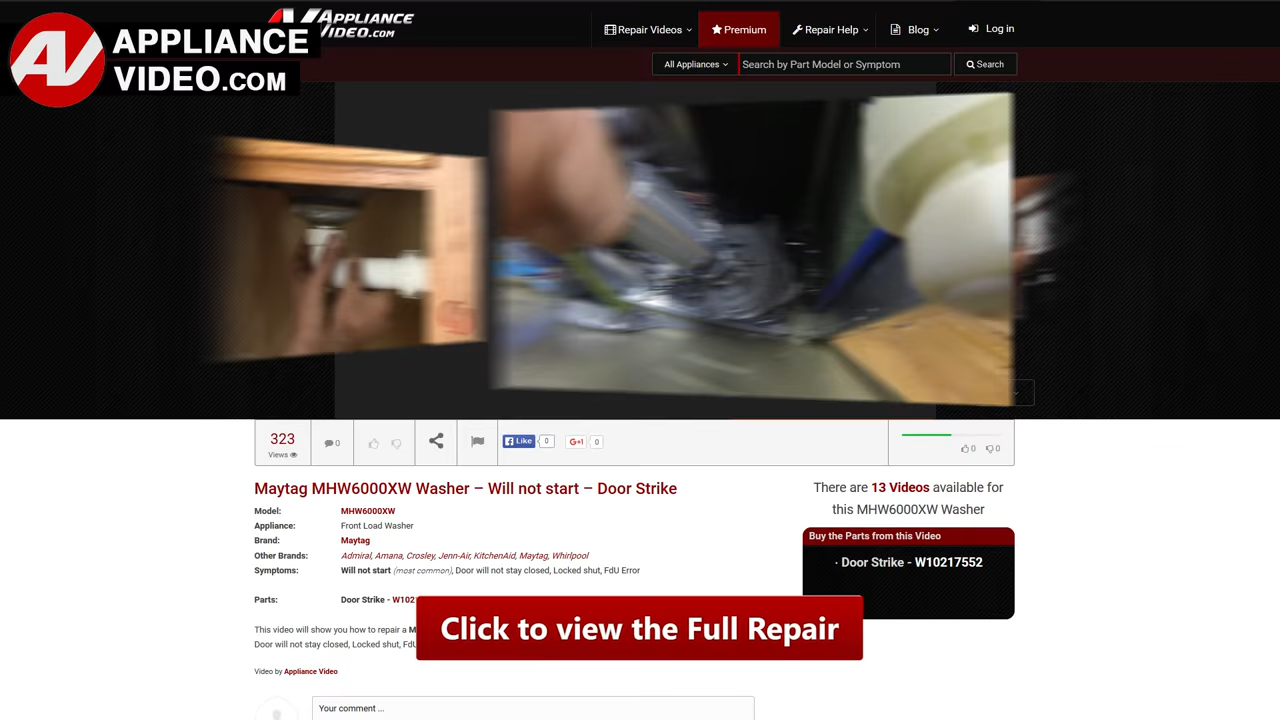 APPLIANCE
VIDEO.COM
AV APPLIANCE
VIDEO.COM
Repair Videos
Premium
Repair Help
Blog
Log in
All Appliances
Search by Part Model or Symptom
Search
323
Views
0
Like 0
G+1 0
0 0
Maytag MHW6000XW Washer – Will not start – Door Strike
Model: MHW6000XW
Appliance: Front Load Washer
Brand: Maytag
Other Brands: Admiral, Amana, Crosley, Jenn-Air, KitchenAid, Maytag, Whirlpool
Symptoms: Will not start (most common), Door will not stay closed, Locked shut, FdU Error
Parts: Door Strike - W102
This video will show you how to repair a M
Door will not stay closed, Locked shut, Fd
Video by Appliance Video
Your comment ...
There are 13 Videos available for
this MHW6000XW Washer
Buy the Parts from this Video
· Door Strike - W10217552
Click to view the Full Repair